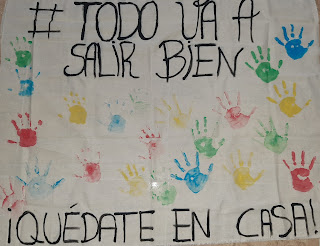 # TODO VA A
SALIR BIEN
¡QUÉDATE EN CASA!